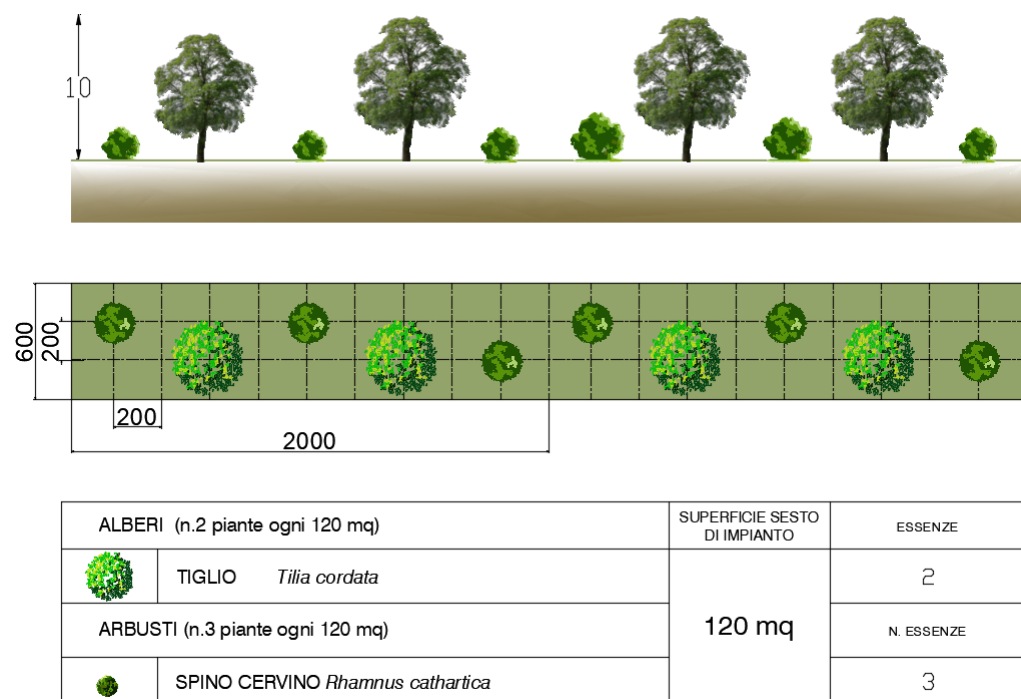 10
600
200
200
2000
ALBERI (n.2 piante ogni 120 mq)
SUPERFICIE SESTO
DI IMPIANTO
ESSENZE
TIGLIO Tilia cordata
2
ARBUSTI (n.3 piante ogni 120 mq)
120 mq
N. ESSENZE
SPINO CERVINO Rhamnus cathartica
3